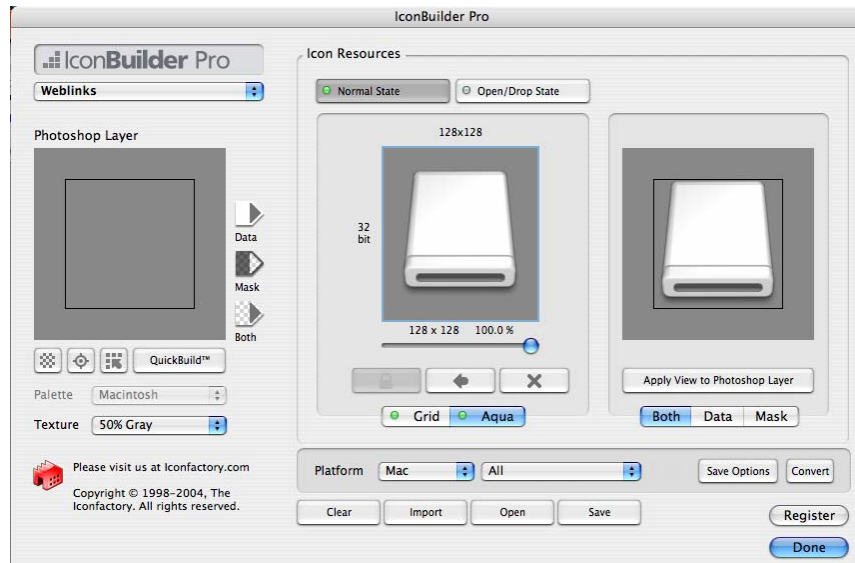 IconBuilder Pro
IconBuilder Pro
Weblinks
Photoshop Layer
Data
Mask
Both
QuickBuild™
Palette
Macintosh
Texture
50% Gray
Please visit us at Iconfactory.com
Copyright © 1998-2004, The
Iconfactory. All rights reserved.
Icon Resources
Normal State
Open/Drop State
128x128
32
bit
128 x 128 100.0 %
Grid
Aqua
Apply View to Photoshop Layer
Both
Data
Mask
Platform
Mac
All
Save Options
Convert
Clear
Import
Open
Save
Register
Done